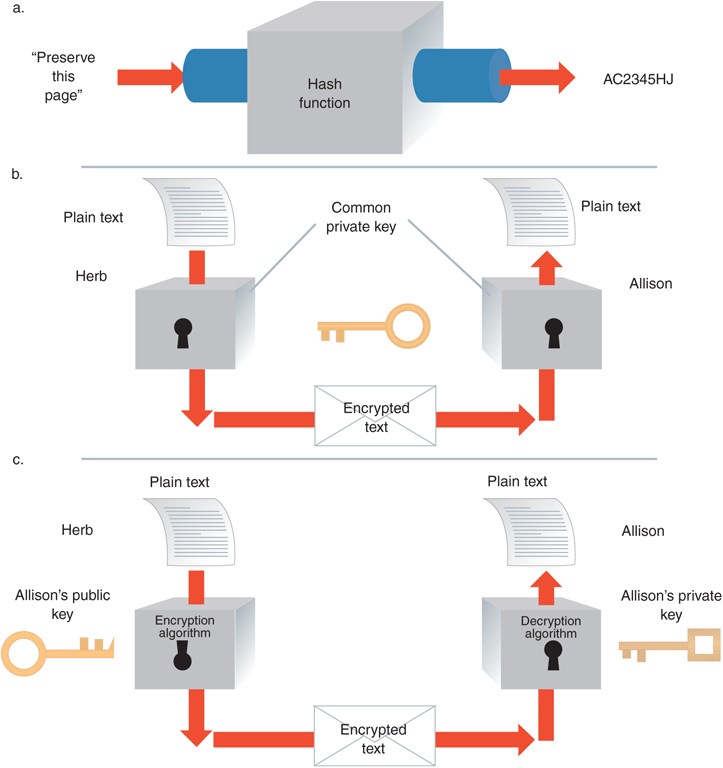 a.
“Preserve
this
page”
Hash
function
AC2345HJ
b.
Plain text
Common
private key
Plain text
Herb
Allison
Encrypted
text
c.
Plain text
Plain text
Herb
Allison
Allison’s public
key
Encryption
algorithm
Decryption
algorithm
Allison’s private
key
Encrypted
text